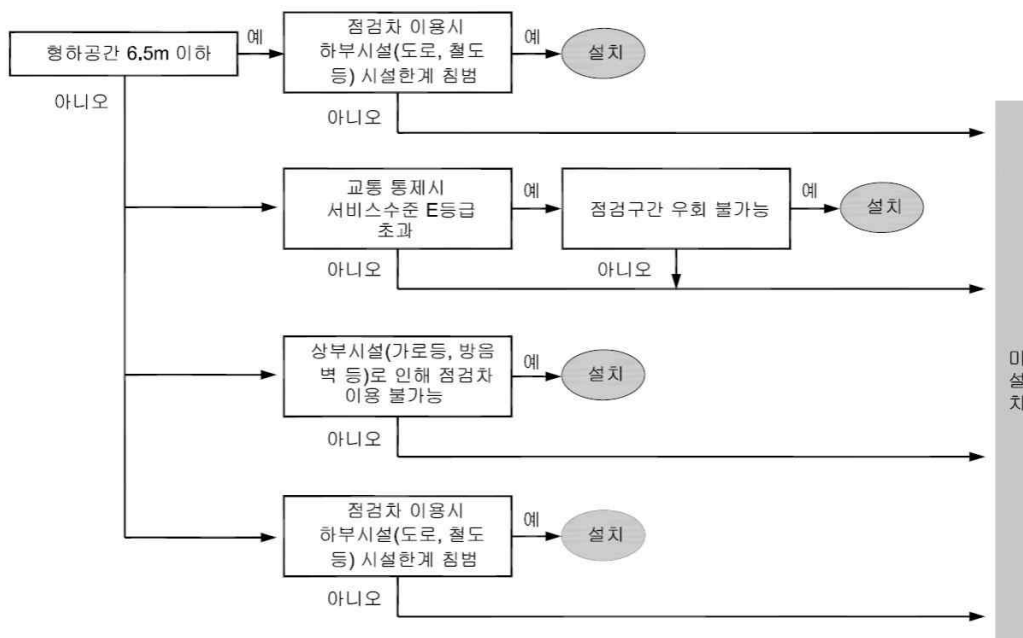 형하공간 6.5m 이하
예
점검차 이용시
하부시설(도로, 철도
등) 시설한계 침범
예
설치
아니오
아니오
교통 통제시
서비스수준 E등급
초과
예
점검구간 우회 불가능
예
설치
아니오
아니오
상부시설(가로등, 방음
벽 등)로 인해 점검차
이용 불가능
예
설치
아니오
미
설
치
점검차 이용시
하부시설(도로, 철도
등) 시설한계 침범
예
설치
아니오